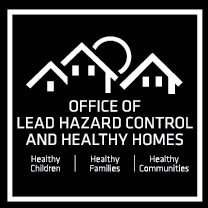 OFFICE OF
LEAD HAZARD CONTROL
AND HEALTHY HOMES
Healthy Children | Healthy Families | Healthy Communities